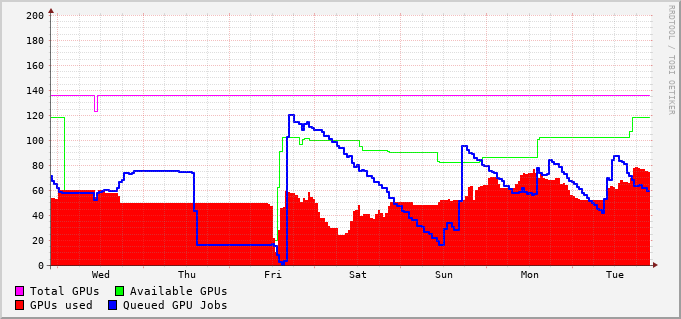 200
180
160
140
120
100
80
60
40
20
0
Wed Thu Fri Sat Sun Mon Tue
Total GPUs Available GPUs
GPUs used Queued GPU Jobs
RRDTOOL / TOBI OETIKER